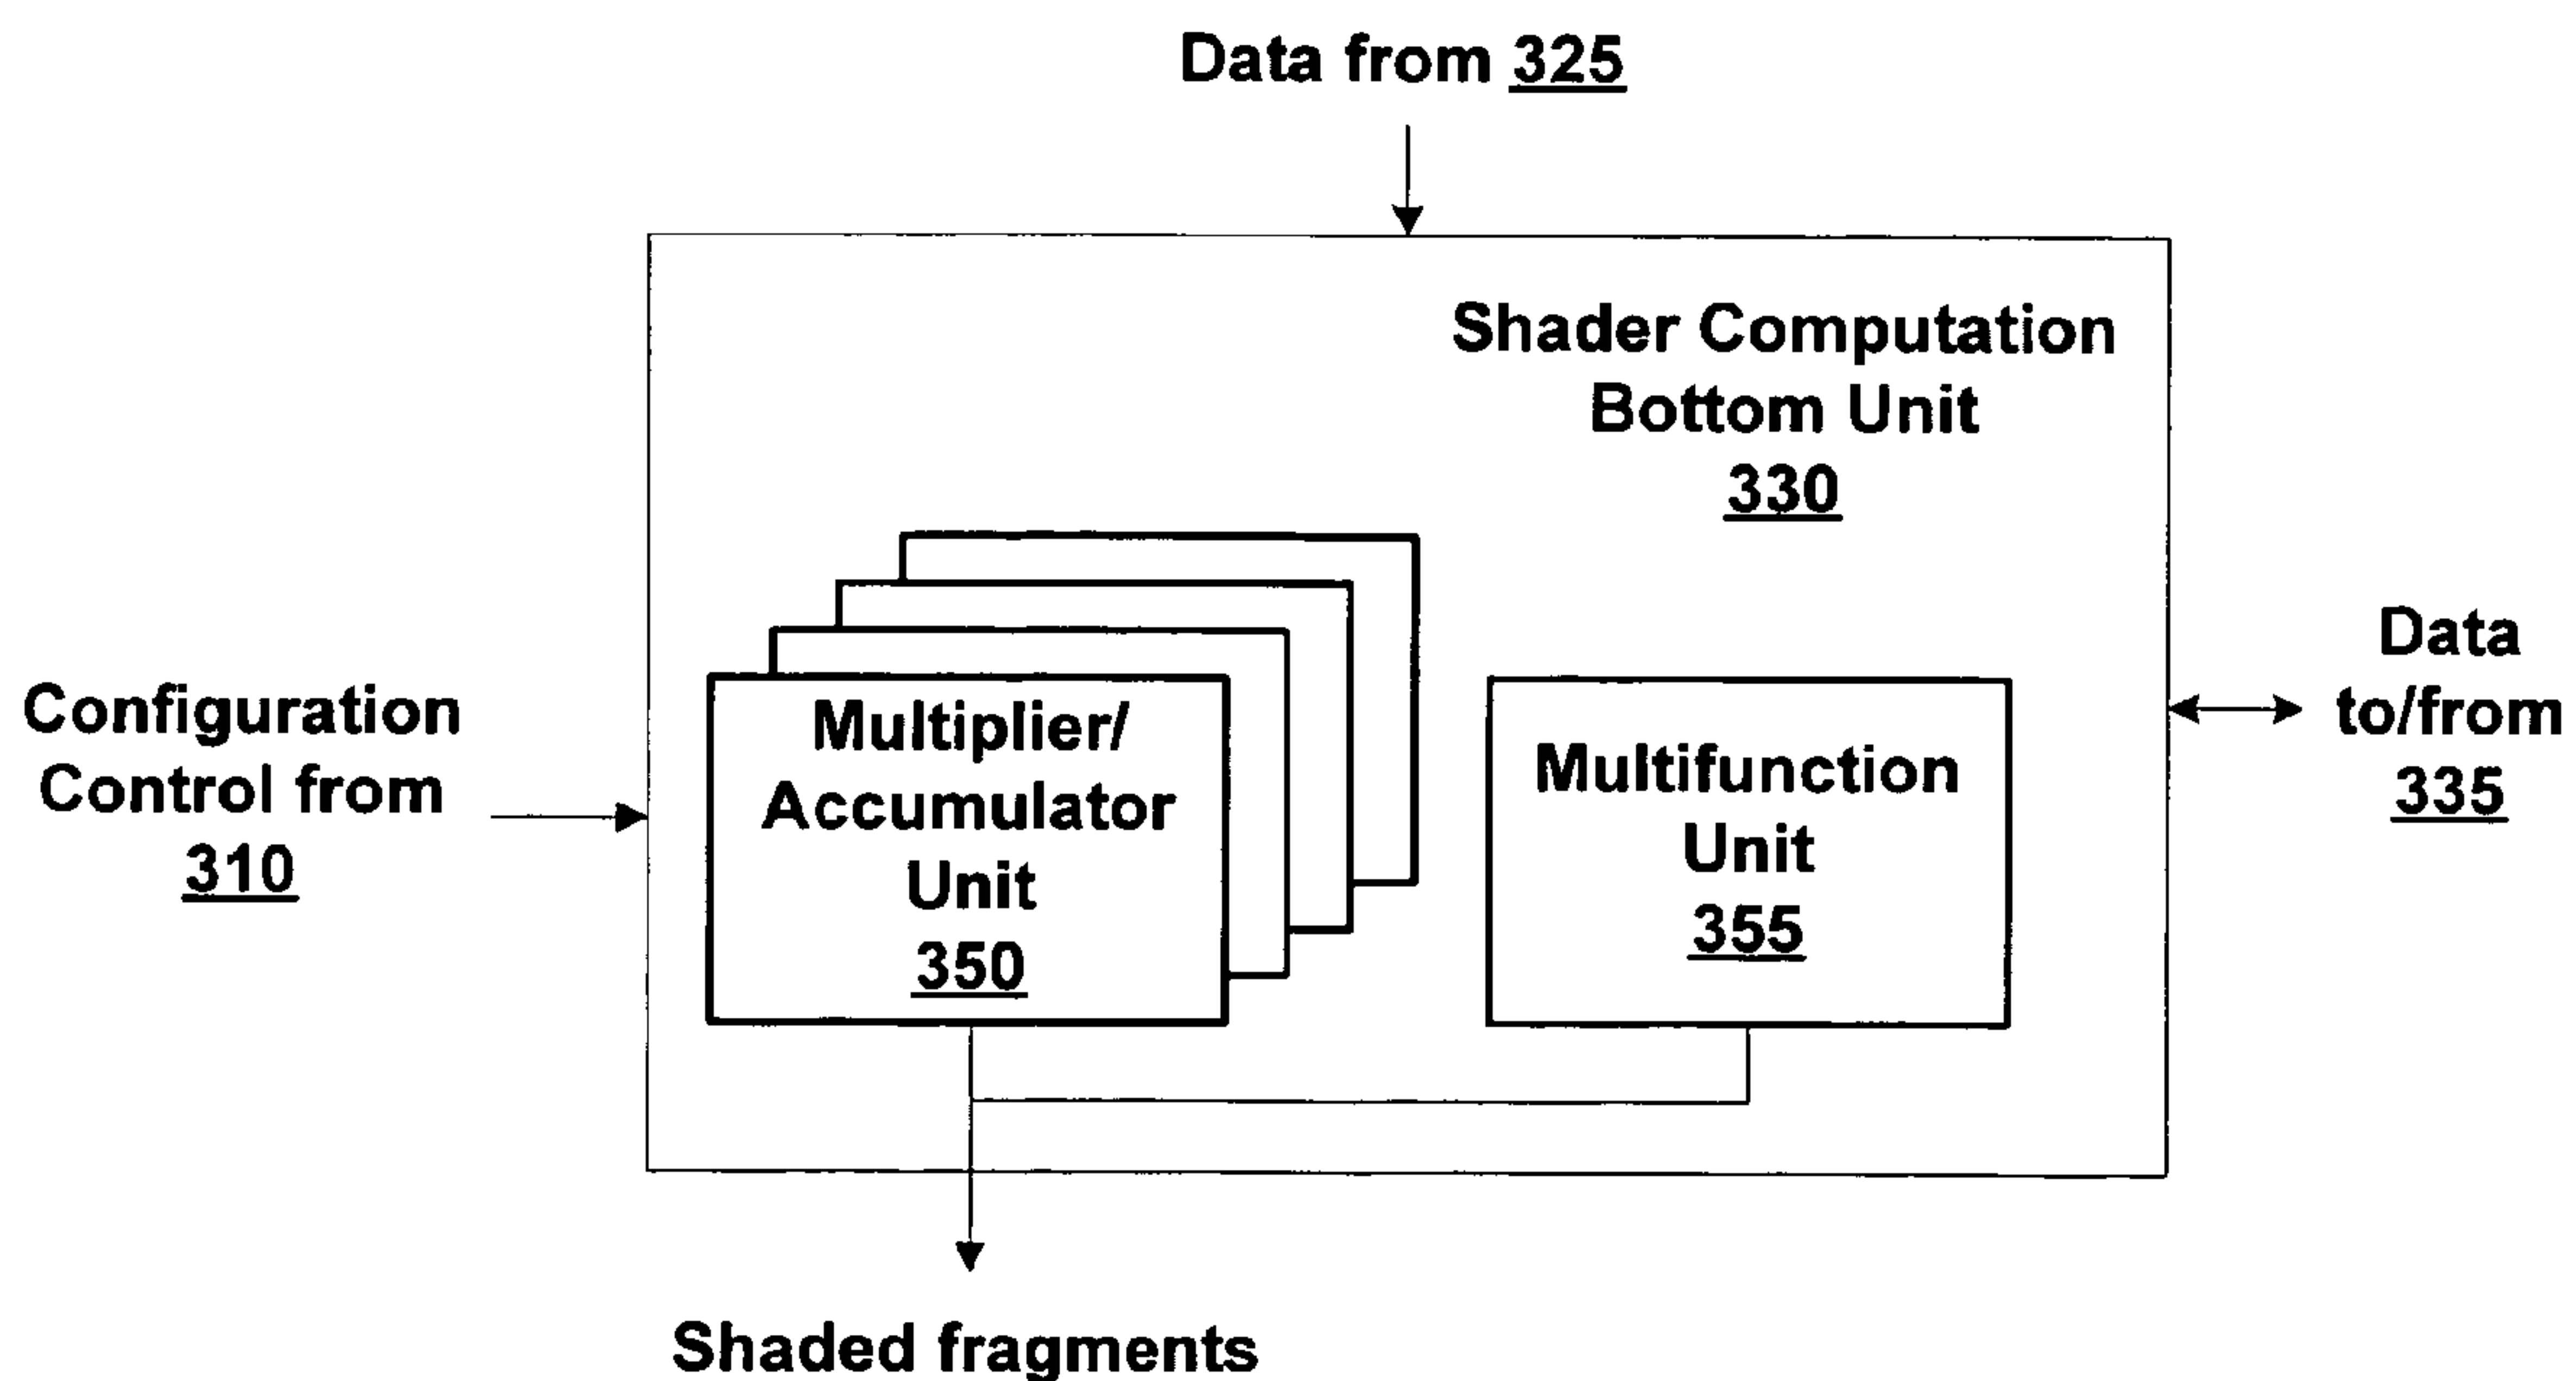 Data from 325
Shader Computation
Bottom Unit
330
Configuration
Control from
310
Multiplier/
Accumulator
Unit
350
Multifunction
Unit
355
Data
to/from
335
Shaded fragments